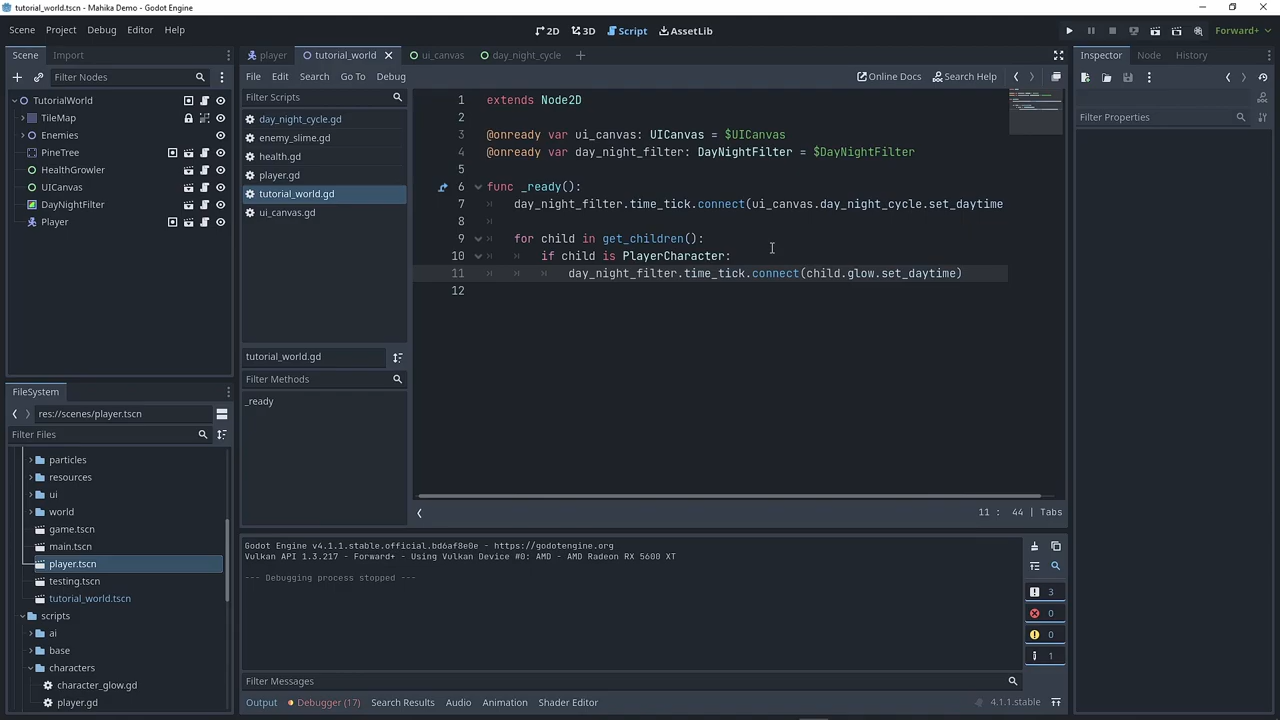 tutorial_world.tscn - Mahika Demo - Godot Engine
Scene Project Debug Editor Help
2D 3D Script AssetLib
Forward+
Scene Import
Filter Nodes
TutorialWorld
TileMap
Enemies
PineTree
HealthGrowler
UICanvas
DayNightFilter
Player
FileSystem
res://scenes/player.tscn
Filter Files
particles
resources
ui
world
game.tscn
main.tscn
player.tscn
testing.tscn
tutorial_world.tscn
scripts
ai
base
characters
character_glow.gd
player.gd
player tutorial_world ui_canvas day_night_cycle
File Edit Search Go To Debug
Online Docs Search Help
Filter Scripts
day_night_cycle.gd
enemy_slime.gd
health.gd
player.gd
tutorial_world.gd
ui_canvas.gd
tutorial_world.gd
Filter Methods
_ready
1 extends Node2D
2
3 @onready var ui_canvas: UICanvas = $UICanvas
4 @onready var day_night_filter: DayNightFilter = $DayNightFilter
5
6 func _ready():
7 day_night_filter.time_tick.connect(ui_canvas.day_night_cycle.set_daytime
8
9 for child in get_children():
10 if child is PlayerCharacter:
11 day_night_filter.time_tick.connect(child.glow.set_daytime)
12
11 : 44 | Tabs
Godot Engine v4.1.1.stable.official.bd6af8e0e - https://godotengine.org
Vulkan API 1.3.217 - Forward+ - Using Vulkan Device #0: AMD - AMD Radeon RX 5600 XT
--- Debugging process stopped ---
3
0
0
1
Filter Messages
Output Debugger (17) Search Results Audio Animation Shader Editor
4.1.1.stable
Inspector Node History
Filter Properties